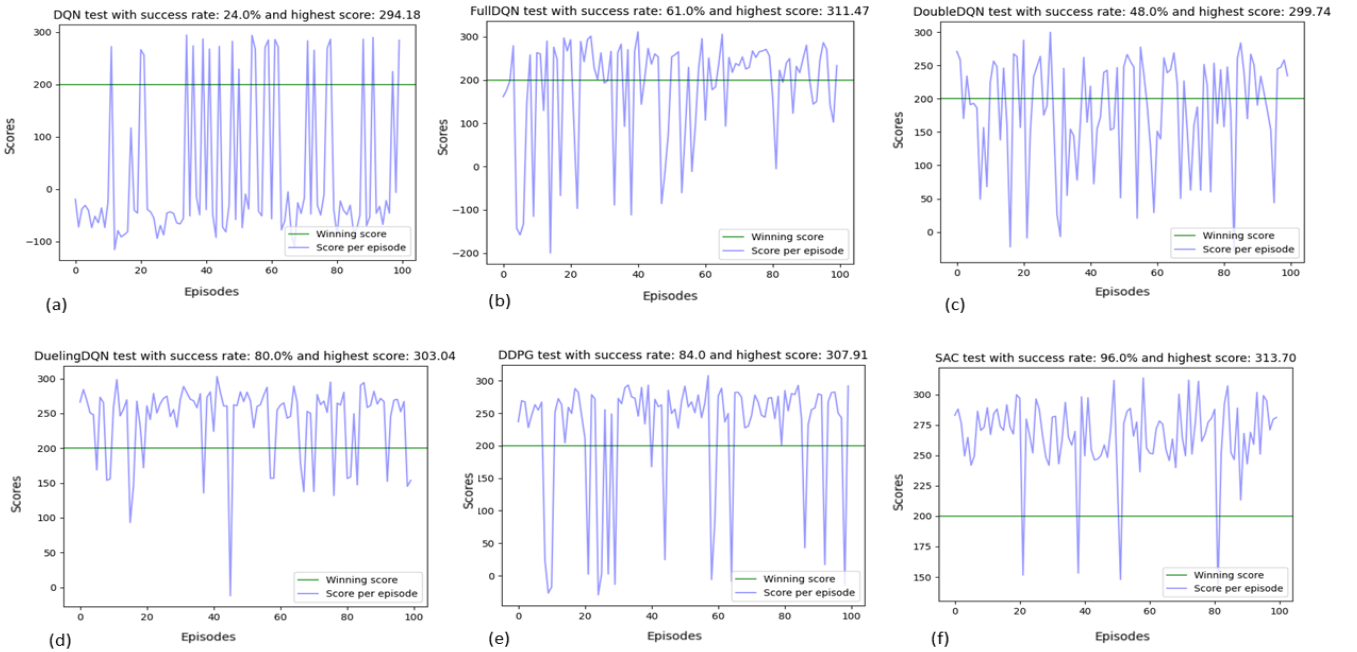 DQN test with success rate: 24.0% and highest score: 294.18
300
200
100
0
−100
Scores
0
20
40
60
80
100
Episodes
Winning score
Score per episode
(a)
FullDQN test with success rate: 61.0% and highest score: 311.47
300
200
100
0
−100
−200
Scores
0
20
40
60
80
100
Episodes
Winning score
Score per episode
(b)
DoubleDQN test with success rate: 48.0% and highest score: 299.74
300
250
200
150
100
50
0
Scores
0
20
40
60
80
100
Episodes
Winning score
Score per episode
(c)
DuelingDQN test with success rate: 80.0% and highest score: 303.04
300
250
200
150
100
50
0
Scores
0
20
40
60
80
100
Episodes
Winning score
Score per episode
(d)
DDPG test with success rate: 84.0 and highest score: 307.91
300
250
200
150
100
50
0
Scores
0
20
40
60
80
100
Episodes
Winning score
Score per episode
(e)
SAC test with success rate: 96.0% and highest score: 313.70
300
275
250
225
200
175
150
Scores
0
20
40
60
80
100
Episodes
Winning score
Score per episode
(f)